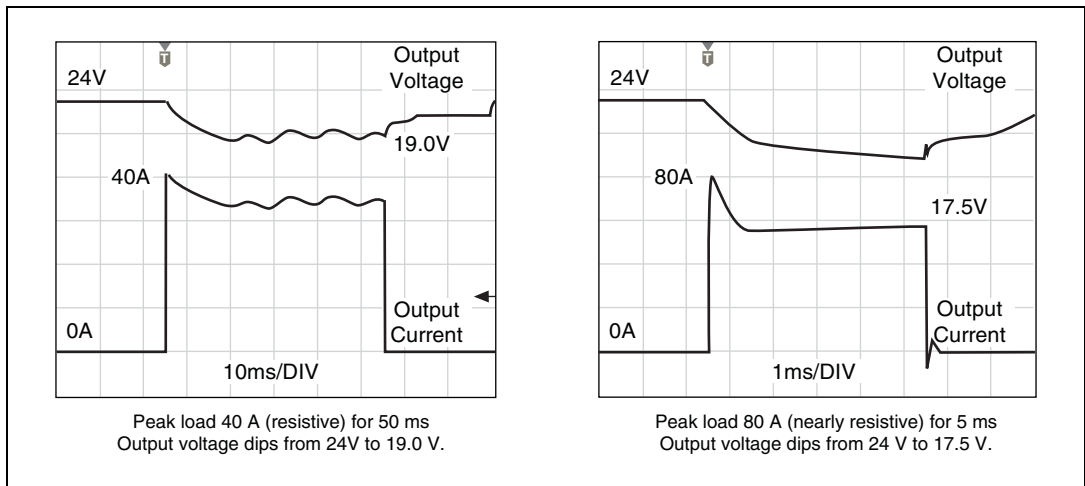 T
Output
Voltage
24V
19.0V
40A
Output
Current
0A
10ms/DIV
Peak load 40 A (resistive) for 50 ms
Output voltage dips from 24V to 19.0 V.
T
Output
Voltage
24V
80A
17.5V
Output
Current
0A
1ms/DIV
Peak load 80 A (nearly resistive) for 5 ms
Output voltage dips from 24 V to 17.5 V.